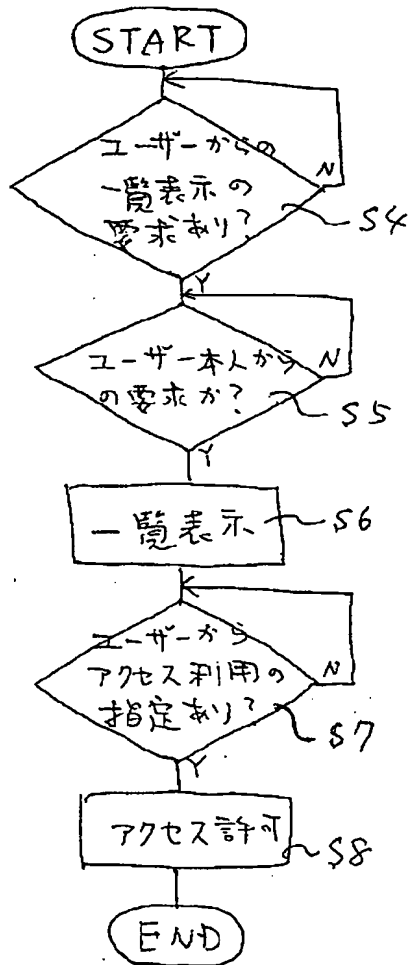 START
ユーザーからの
一覧表示の
要求あり?
N
S4
Y
ユーザー本人から
の要求か?
N
S5
Y
一覧表示
S6
ユーザーから
アクセス利用の
指定あり?
N
S7
Y
アクセス許可
S8
END